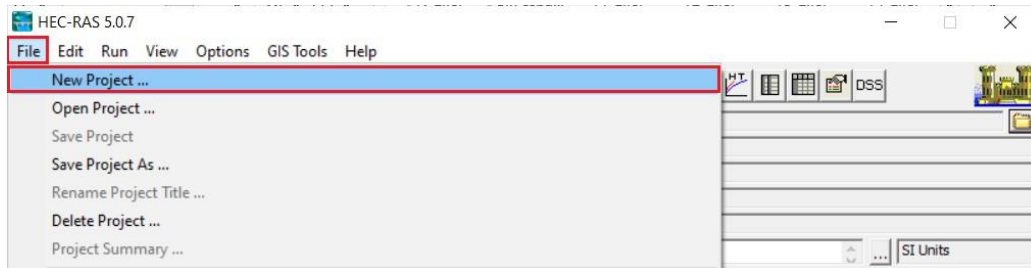 HEC-RAS 5.0.7
File Edit Run View Options GIS Tools Help
New Project ...
DSS
Open Project ...
Save Project
Save Project As ...
Rename Project Title ...
Delete Project ...
Project Summary ...
... SI Units